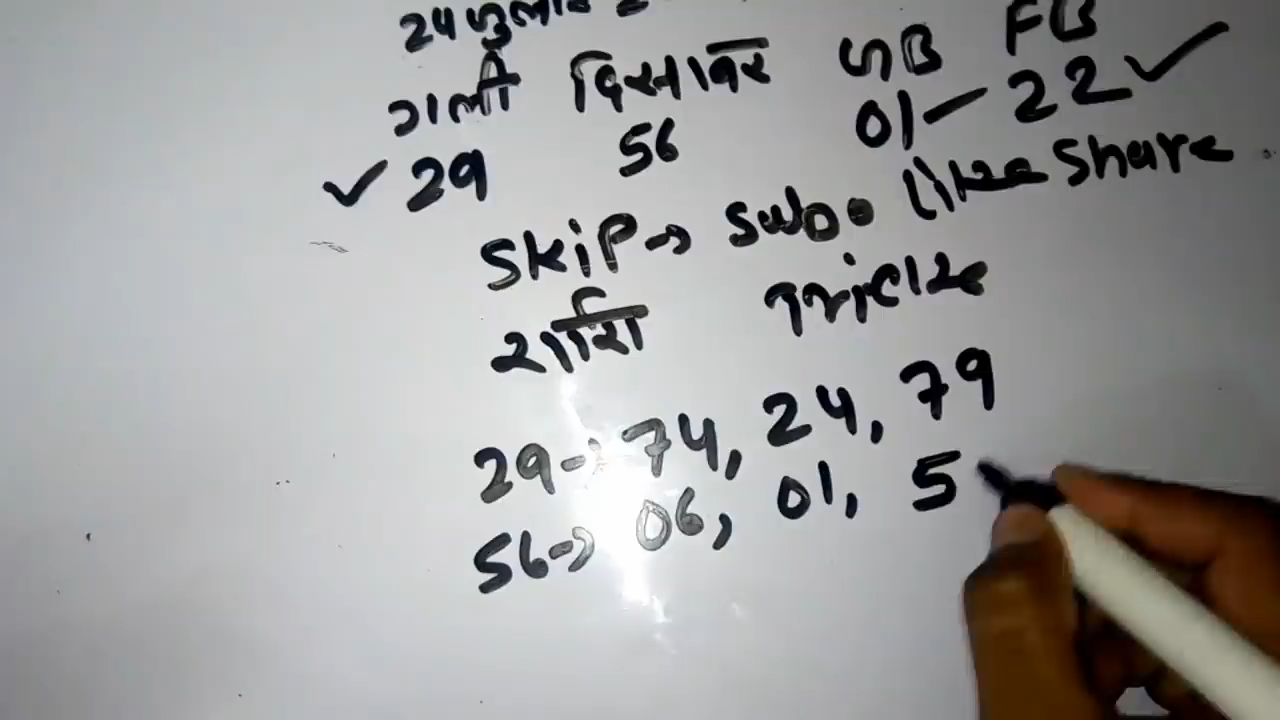 24 जुलाई
गली दिसावर GB FB
29 56 01 — 22
SKiP → Sub. Like Share
राशि
29 → 74, 24, 79
56 → 06, 01, 5